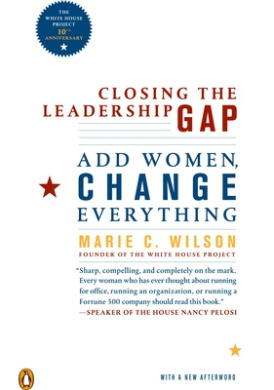 THE
WHITE HOUSE
PROJECT
10TH
ANNIVERSARY
CLOSING THE
LEADERSHIP GAP
ADD WOMEN,
CHANGE
EVERYTHING
MARIE C. WILSON
FOUNDER OF THE WHITE HOUSE PROJECT
"Sharp, compelling, and completely on the mark.
Every woman who has ever thought about running
for office, running an organization, or running a
Fortune 500 company should read this book."
—SPEAKER OF THE HOUSE NANCY PELOSI
WITH A NEW AFTERWORD